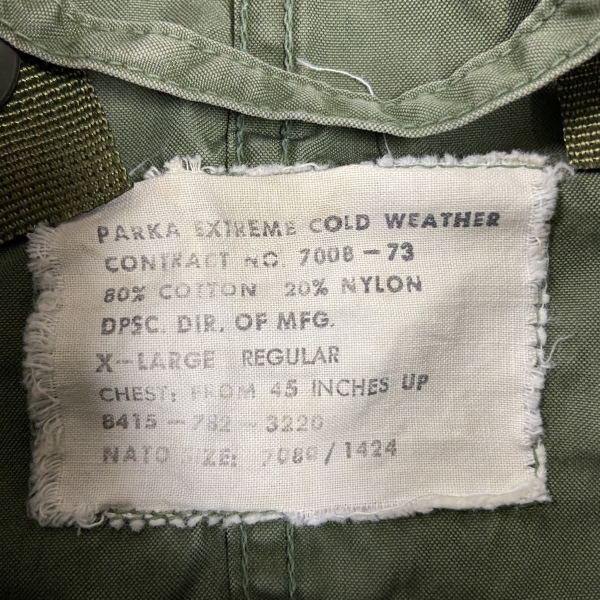 PARKA EXTREME COLD WEATHER
CONTRACT NO. 7008-73
80% COTTON 20% NYLON
DPSC. DIR. OF MFG.
X-LARGE REGULAR
CHEST: FROM 45 INCHES UP
8415-782-3220
NATO SIZE: 7080/1424